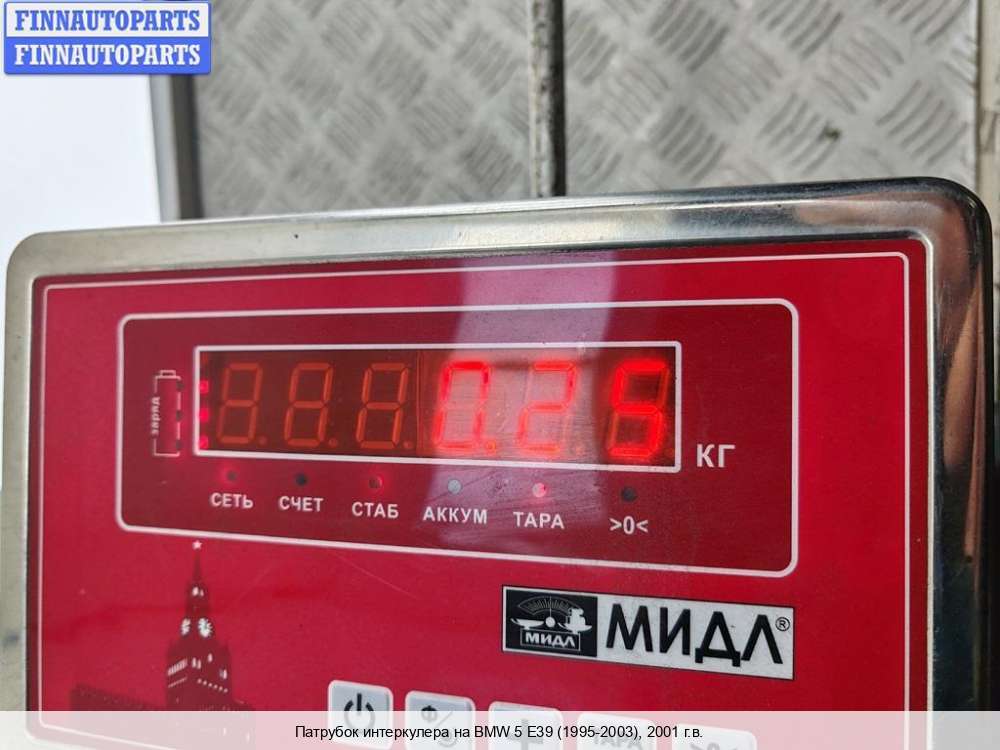 FINNAUTOPARTS
FINNAUTOPARTS
заряд
0.26
КГ
СЕТЬ СЧЕТ СТАБ АККУМ ТАРА >0<
МИДЛ МИДЛ®
ТАРА
Патрубок интеркулера на BMW 5 E39 (1995-2003), 2001 г.в.